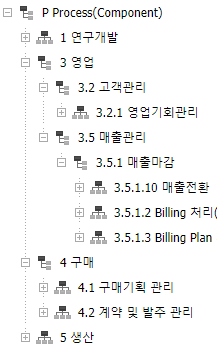 P Process(Component)
1 연구개발
3 영업
3.2 고객관리
3.2.1 영업기회관리
3.5 매출관리
3.5.1 매출마감
3.5.1.10 매출전환
3.5.1.2 Billing 처리(
3.5.1.3 Billing Plan
4 구매
4.1 구매기획 관리
4.2 계약 및 발주 관리
5 생산